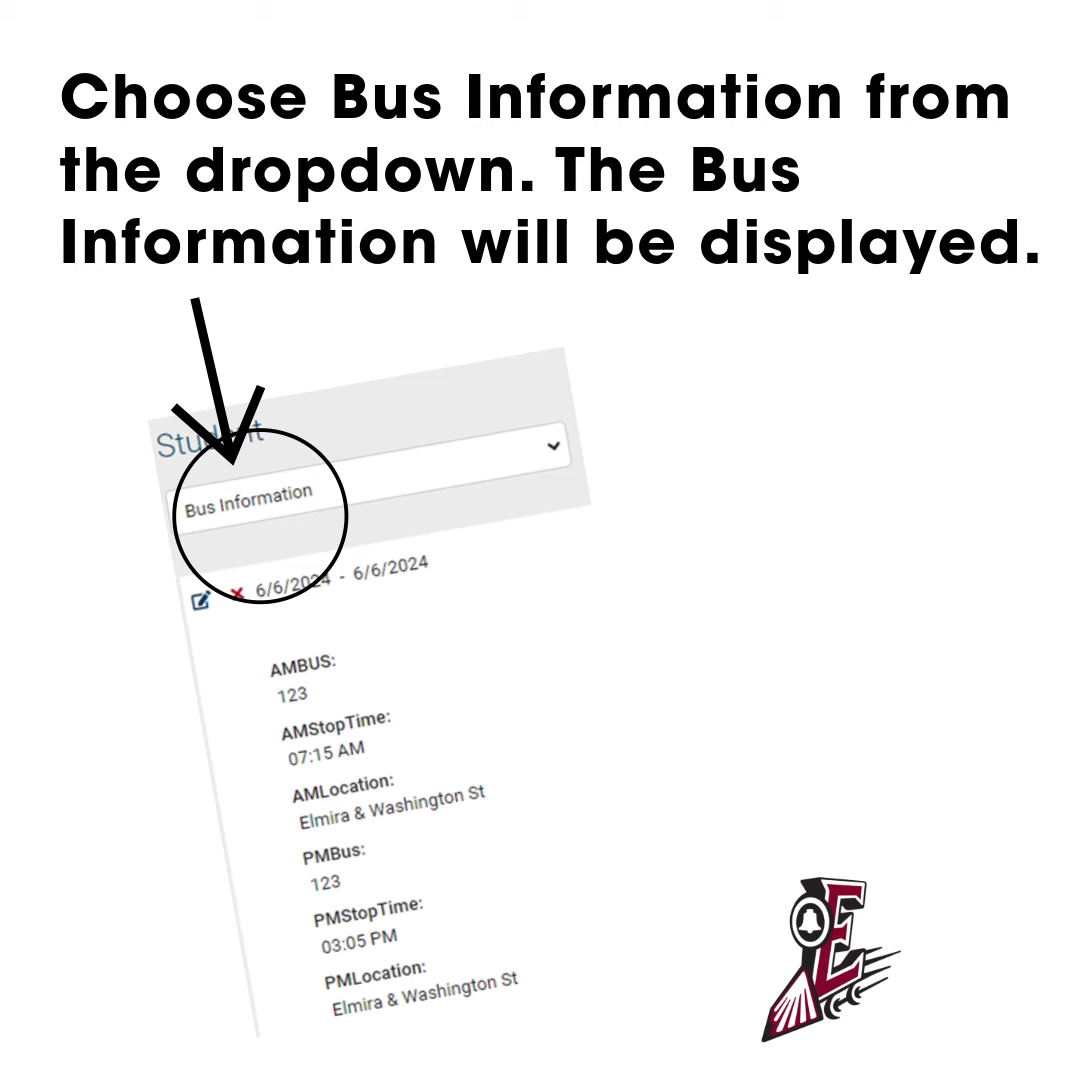 Choose Bus Information from
the dropdown. The Bus
Information will be displayed.
Student
Bus Information
6/6/2024 - 6/6/2024
AMBUS:
123
AMStopTime:
07:15 AM
AMLocation:
Elmira & Washington St
PMBus:
123
PMStopTime:
03:05 PM
PMLocation:
Elmira & Washington St
E